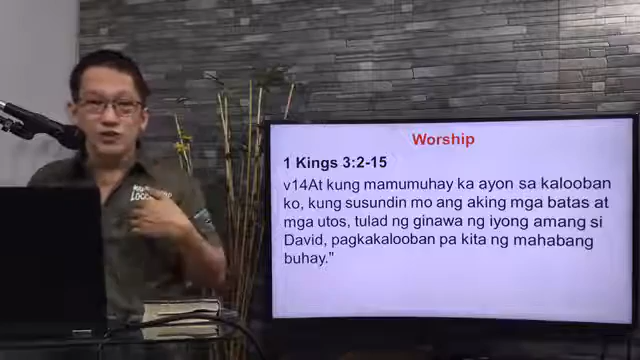 Worship
1 Kings 3:2-15
v14At kung mamumuhay ka ayon sa kalooban
ko, kung susundin mo ang aking mga batas at
mga utos, tulad ng ginawa ng iyong amang si
David, pagkakalooban pa kita ng mahabang
buhay."